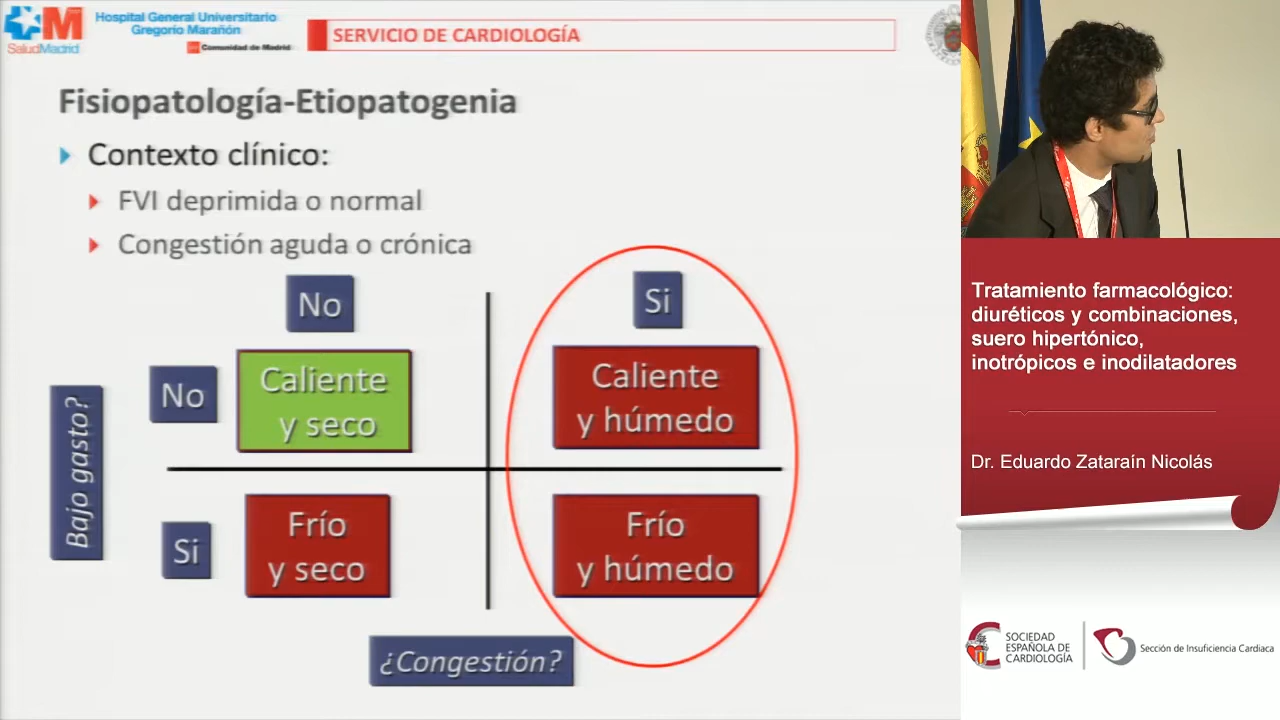 SaludMadrid
Hospital General Universitario
Gregorio Marañón
Comunidad de Madrid
SERVICIO DE CARDIOLOGÍA
Fisiopatología-Etiopatogenia
Contexto clínico:
FVI deprimida o normal
Congestión aguda o crónica
No
Si
No
Caliente
y seco
Caliente
y húmedo
Bajo gasto?
Si
Frío
y seco
Frío
y húmedo
¿Congestión?
Tratamiento farmacológico:
diuréticos y combinaciones,
suero hipertónico,
inotrópicos e inodilatadores
Dr. Eduardo Zataraín Nicolás
SOCIEDAD
ESPAÑOLA DE
CARDIOLOGÍA
Sección de Insuficiencia Cardiaca